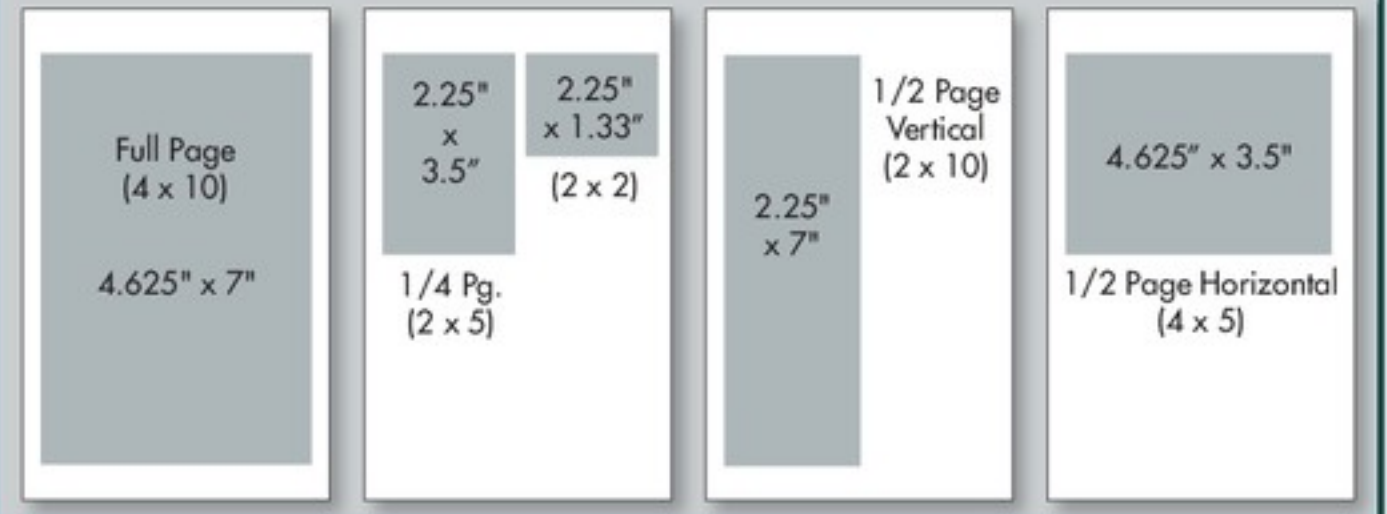 Full Page
(4 x 10)
4.625" x 7"
2.25"
x
3.5″
1/4 Pg.
(2 x 5)
2.25"
x 1.33″
(2 x 2)
2.25"
x 7"
1/2 Page
Vertical
(2 x 10)
4.625″ x 3.5"
1/2 Page Horizontal
(4 x 5)